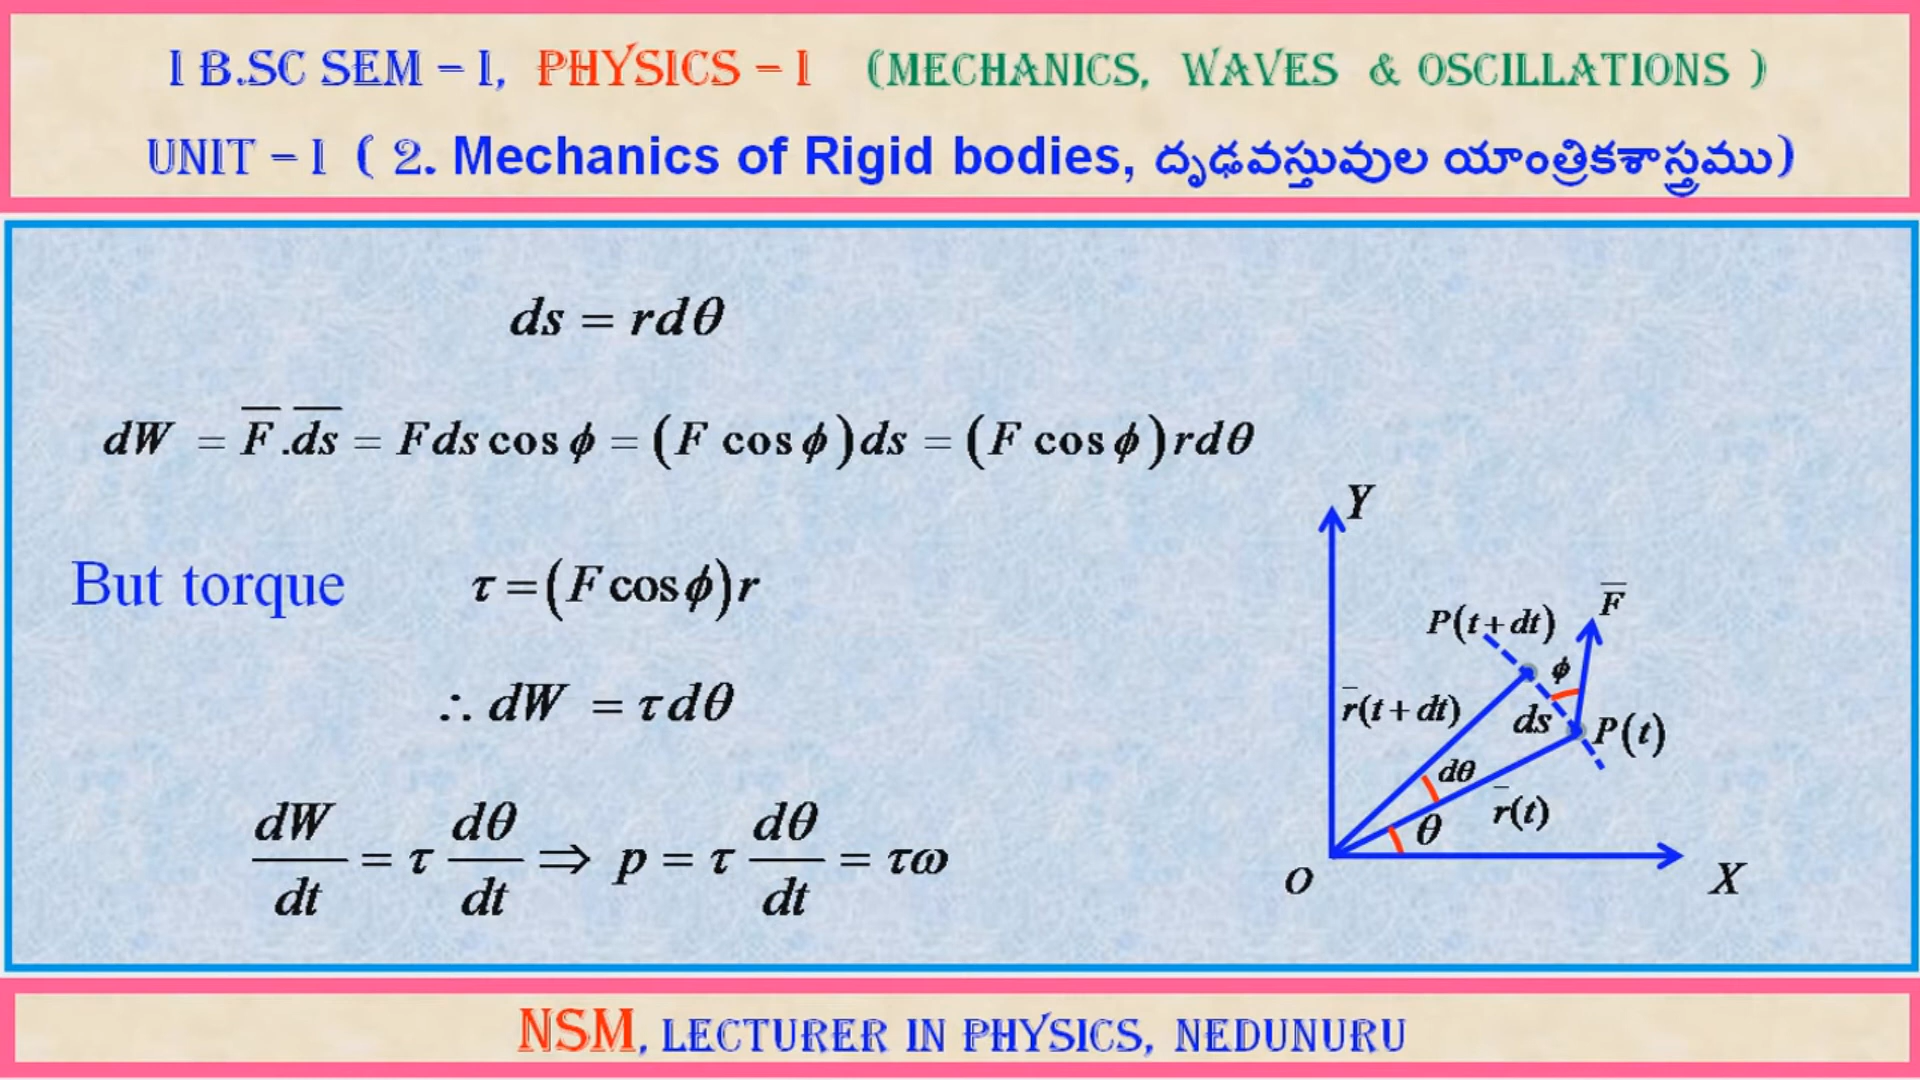 I B.SC SEM – I, PHYSICS – I (MECHANICS, WAVES & OSCILLATIONS )
UNIT – I ( 2. Mechanics of Rigid bodies, దృఢవస్తువుల యాంత్రికశాస్త్రము)
ds = rdθ
dW = F̅.d̅s̅ = Fds cos ϕ = (F cos ϕ)ds = (F cos ϕ)rdθ
But torque τ = (F cos ϕ)r
∴ dW = τdθ
dW/dt = τ dθ/dt ⇒ p = τ dθ/dt = τω
Y
F̅
P(t + dt)
ϕ
r̅(t + dt)
ds
P(t)
dθ
r̅(t)
θ
O
X
NSM, LECTURER IN PHYSICS, NEDUNURU